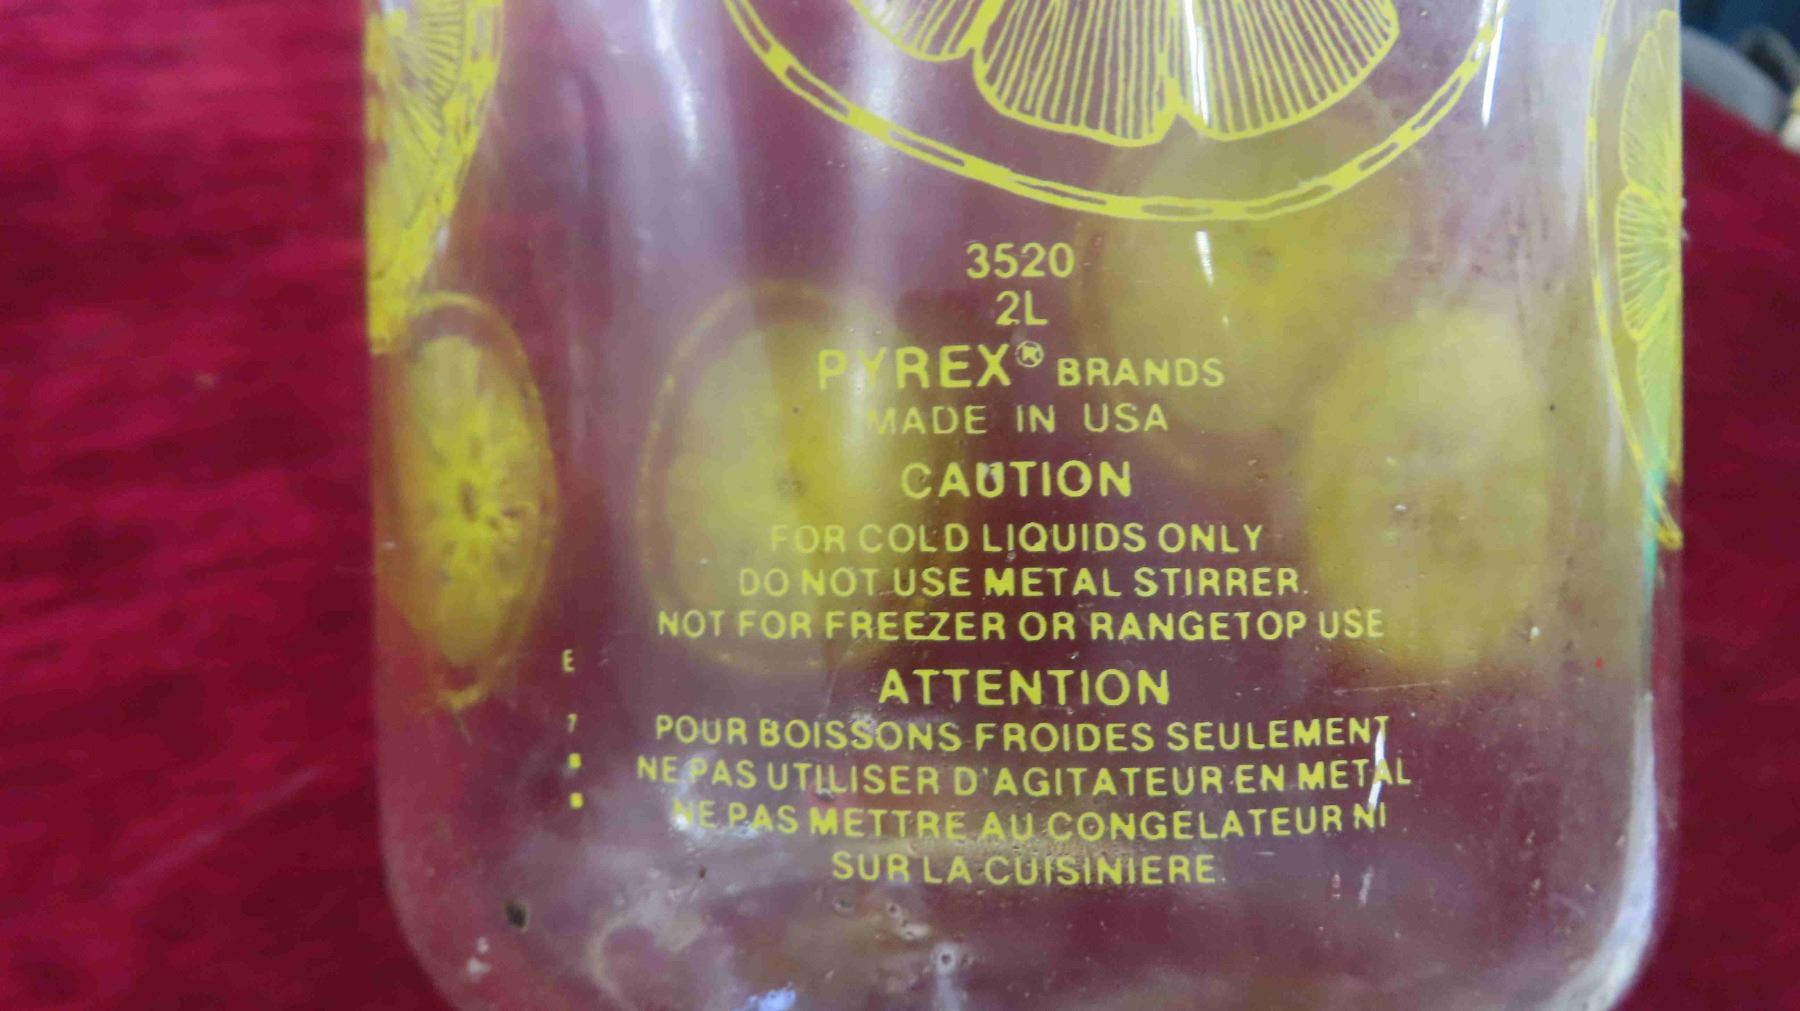 3520
2L
PYREX® BRANDS
MADE IN USA
CAUTION
FOR COLD LIQUIDS ONLY
DO NOT USE METAL STIRRER.
NOT FOR FREEZER OR RANGETOP USE
ATTENTION
POUR BOISSONS FROIDES SEULEMENT
NE PAS UTILISER D'AGITATEUR EN METAL
NE PAS METTRE AU CONGELATEUR NI
SUR LA CUISINIERE.
E
7